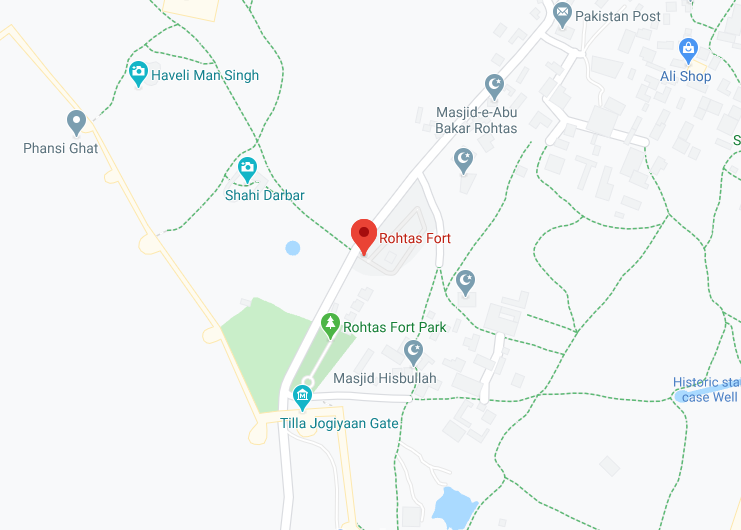 Pakistan Post
Haveli Man Singh
Ali Shop
Masjid-e-Abu
Bakar Rohtas
Phansi Ghat
S
Shahi Darbar
Rohtas Fort
Rohtas Fort Park
Masjid Hisbullah
Historic sta
case Well
Tilla Jogiyaan Gate